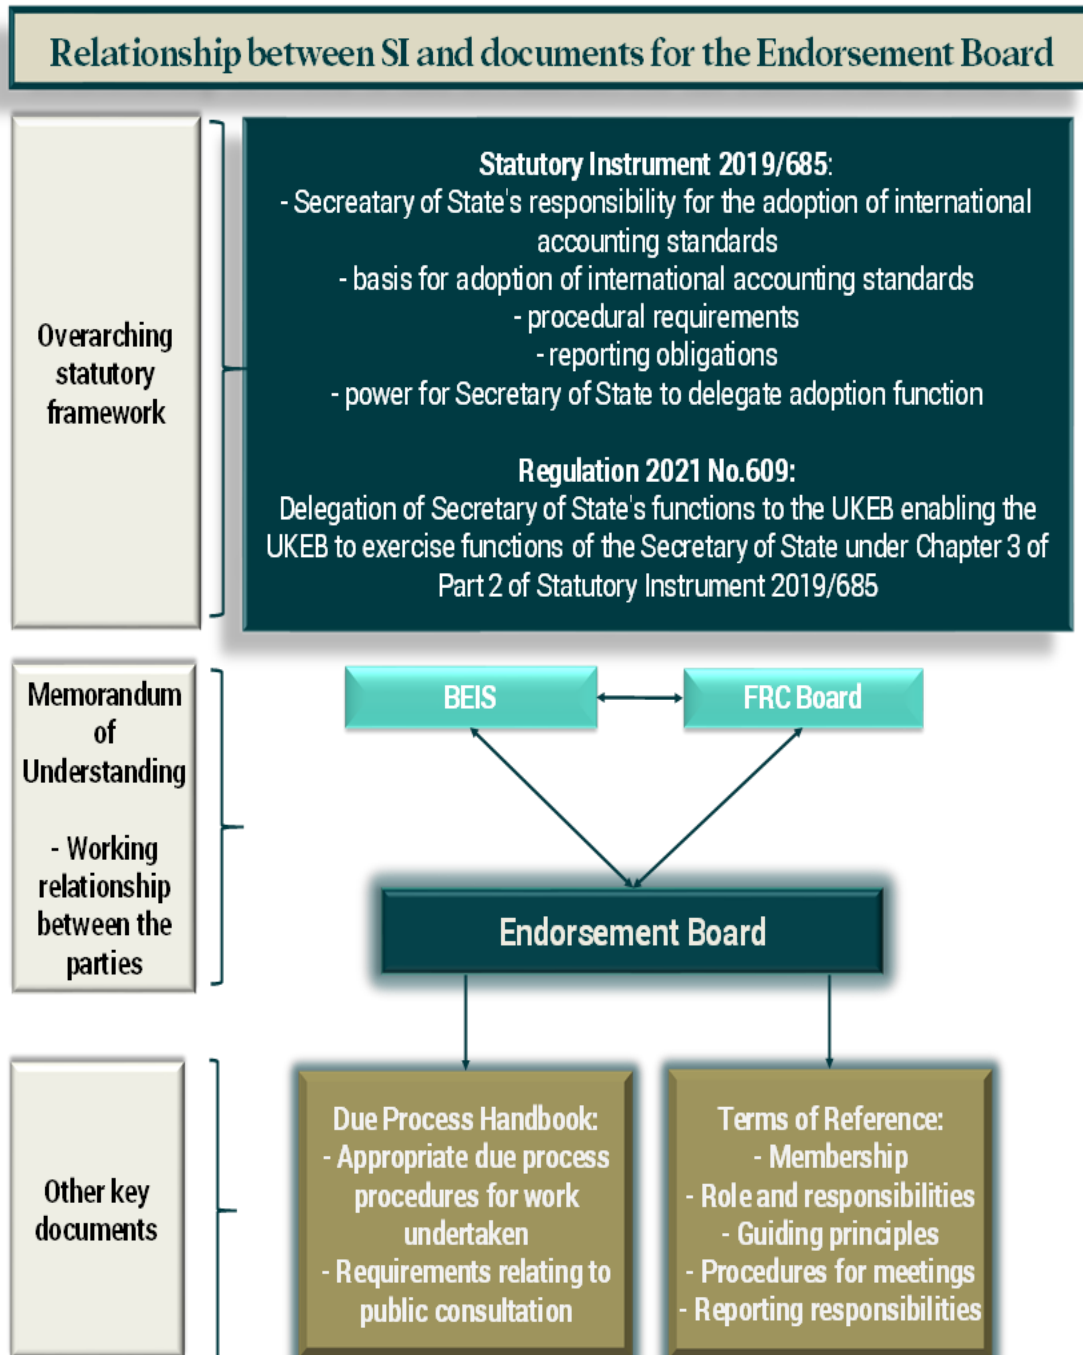 Relationship between SI and documents for the Endorsement Board
Overarching
statutory
framework
Statutory Instrument 2019/685:
- Secreatary of State's responsibility for the adoption of international
accounting standards
- basis for adoption of international accounting standards
- procedural requirements
- reporting obligations
- power for Secretary of State to delegate adoption function
Regulation 2021 No.609:
Delegation of Secretary of State's functions to the UKEB enabling the
UKEB to exercise functions of the Secretary of State under Chapter 3 of
Part 2 of Statutory Instrument 2019/685
Memorandum
of
Understanding
- Working
relationship
between the
parties
BEIS
FRC Board
Endorsement Board
Other key
documents
Due Process Handbook:
- Appropriate due process
procedures for work
undertaken
- Requirements relating to
public consultation
Terms of Reference:
- Membership
- Role and responsibilities
- Guiding principles
- Procedures for meetings
- Reporting responsibilities